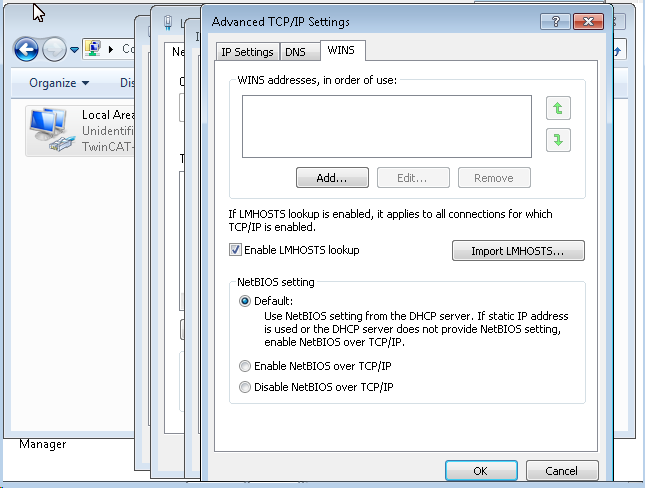 Advanced TCP/IP Settings
IP Settings DNS WINS
Organize
Local Area
Unidentifi
TwinCAT-
WINS addresses, in order of use:
Add... Edit... Remove
If LMHOSTS lookup is enabled, it applies to all connections for which
TCP/IP is enabled.
Enable LMHOSTS lookup Import LMHOSTS...
NetBIOS setting
Default:
Use NetBIOS setting from the DHCP server. If static IP address
is used or the DHCP server does not provide NetBIOS setting,
enable NetBIOS over TCP/IP.
Enable NetBIOS over TCP/IP
Disable NetBIOS over TCP/IP
Manager
OK Cancel